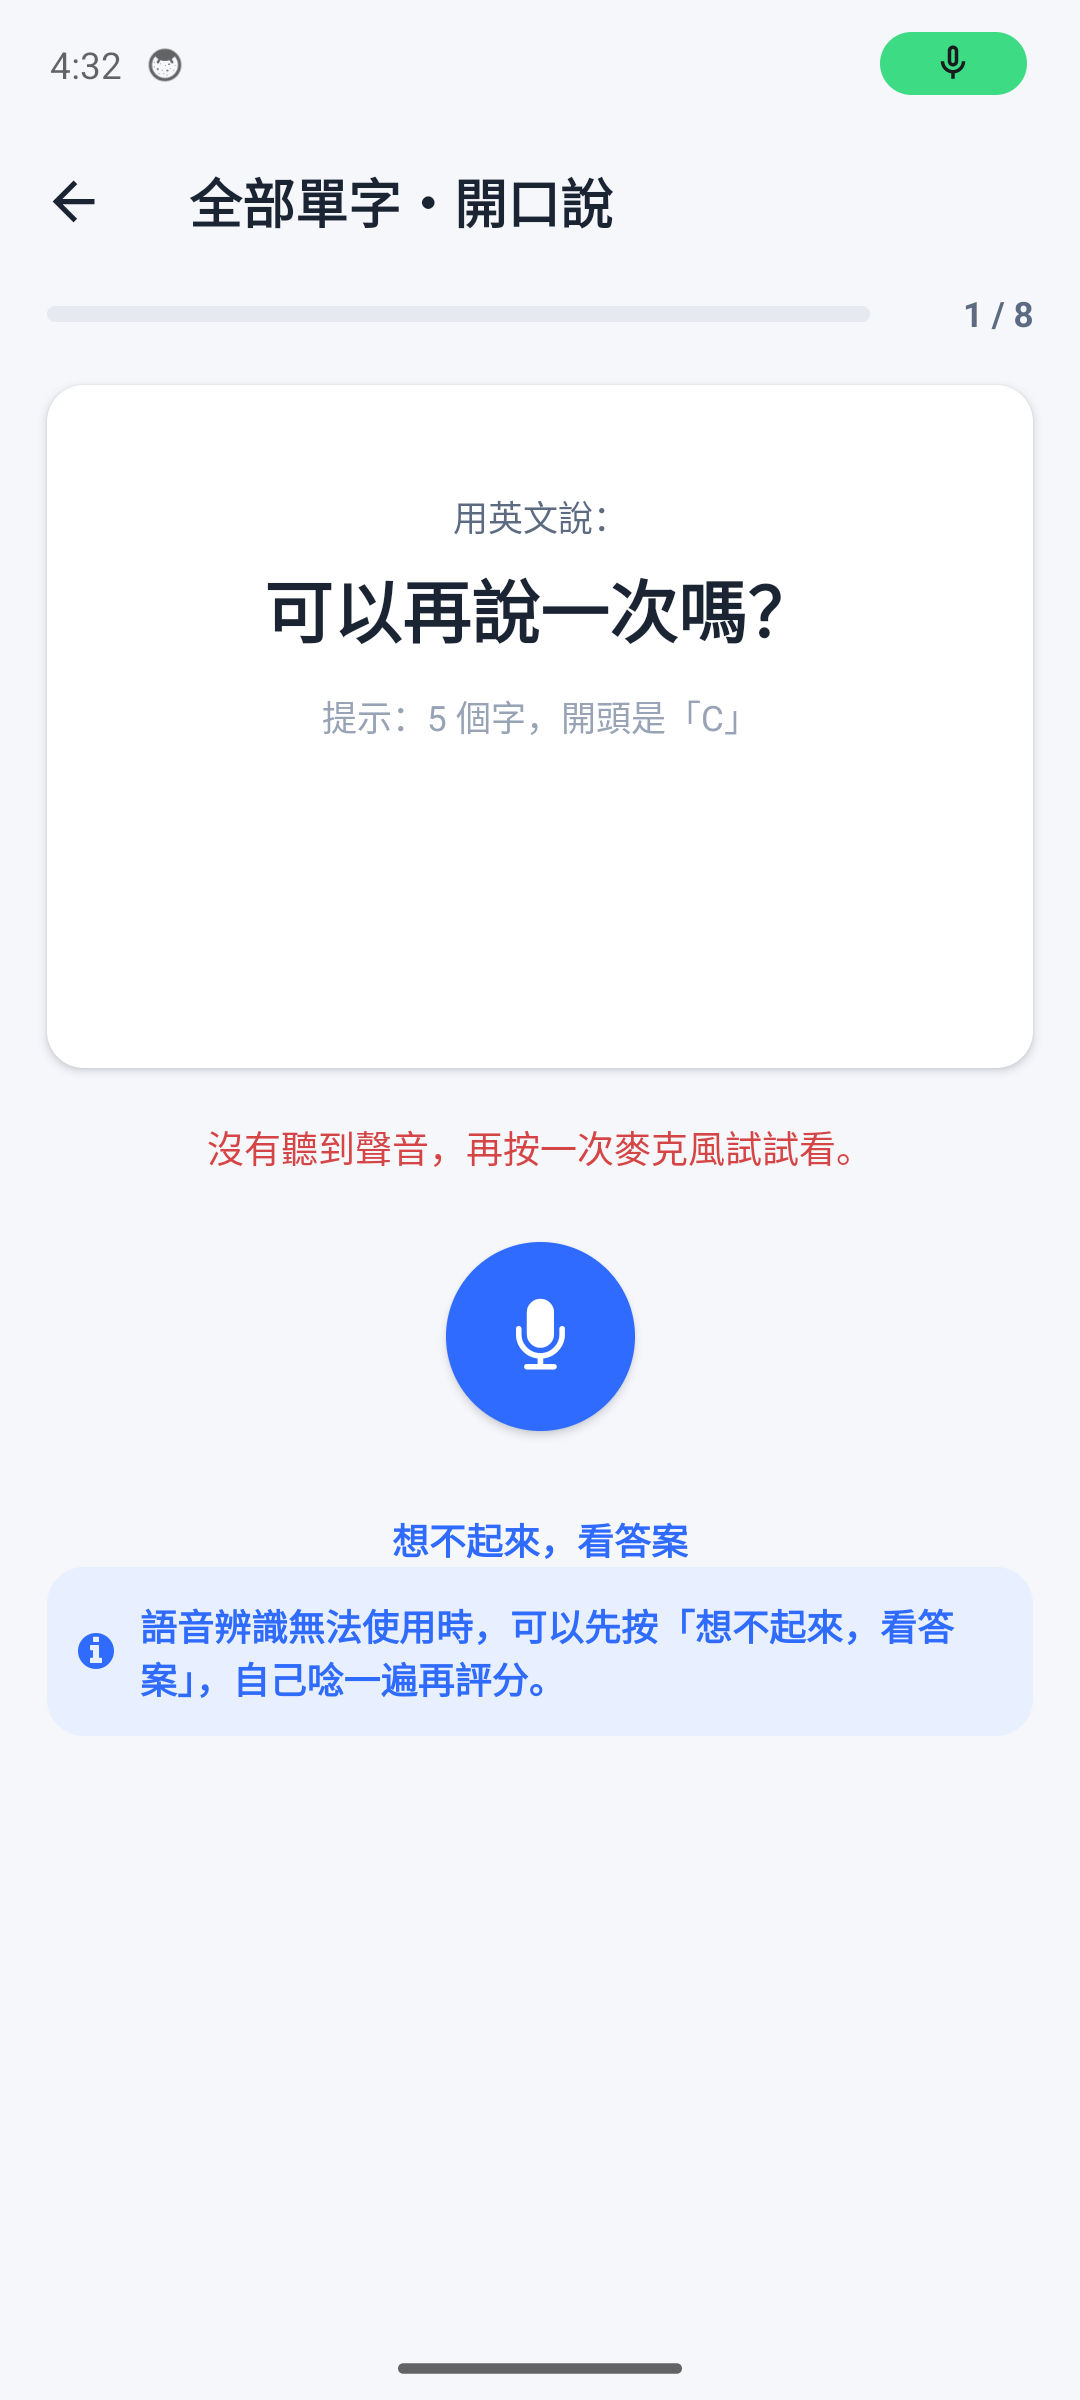 4:32
全部單字・開口說
1 / 8
用英文說：
可以再說一次嗎？
提示：5 個字，開頭是「C」
沒有聽到聲音，再按一次麥克風試試看。
想不起來，看答案
語音辨識無法使用時，可以先按「想不起來，看答
案」，自己唸一遍再評分。